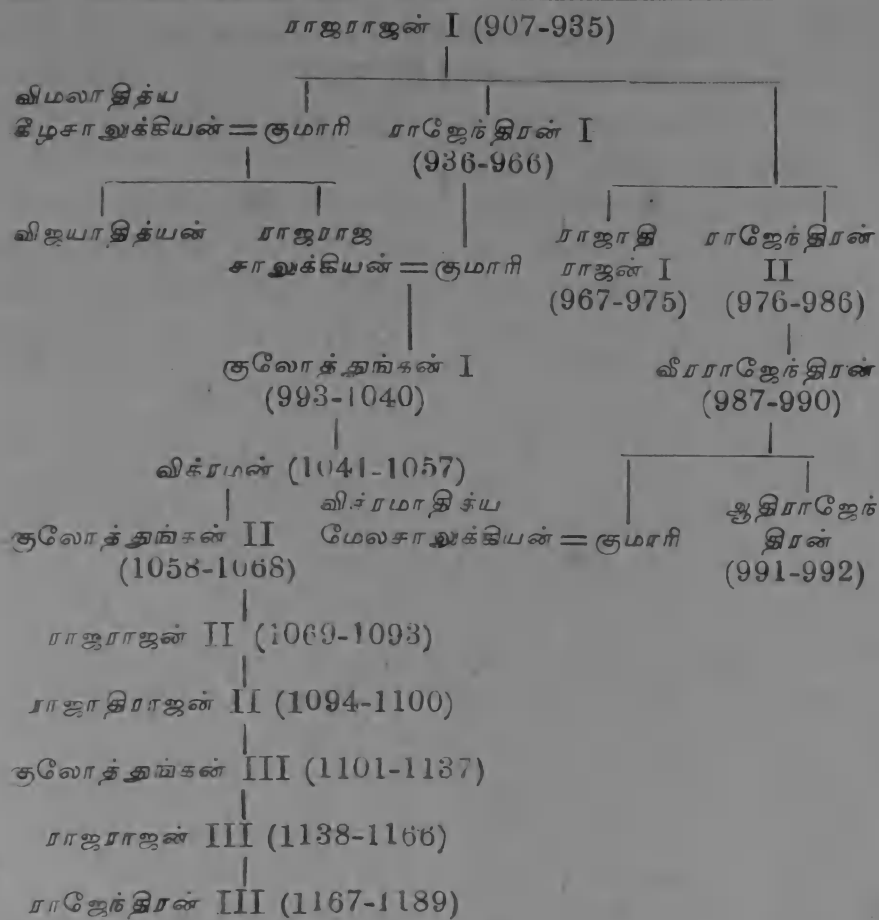 ராஜராஜன் I (907-935)
விமலாதித்ய
கீழசாலுக்கியன் = குமாரி ராஜேந்திரன் I
(936-966)
விஜயாதித்யன் ராஜராஜ ராஜாதி ராஜேந்திரன்
சாலுக்கியன் = குமாரி ராஜன் I II
(967-975) (976-986)
குலோத்துங்கன் I வீரராஜேந்திரன்
(993-1040) (987-990)
விக்ரமன் (1041-1057)
விக்ரமாதித்ய ஆதிராஜேந்
குலோத்துங்கன் II மேலசாலுக்கியன் = குமாரி திரன்
(1058-1068) (991-992)
ராஜராஜன் II (1069-1093)
ராஜாதிராஜன் II (1094-1100)
குலோத்துங்கன் III (1101-1137)
ராஜராஜன் III (1138-1166)
ராஜேந்திரன் III (1167-1189)